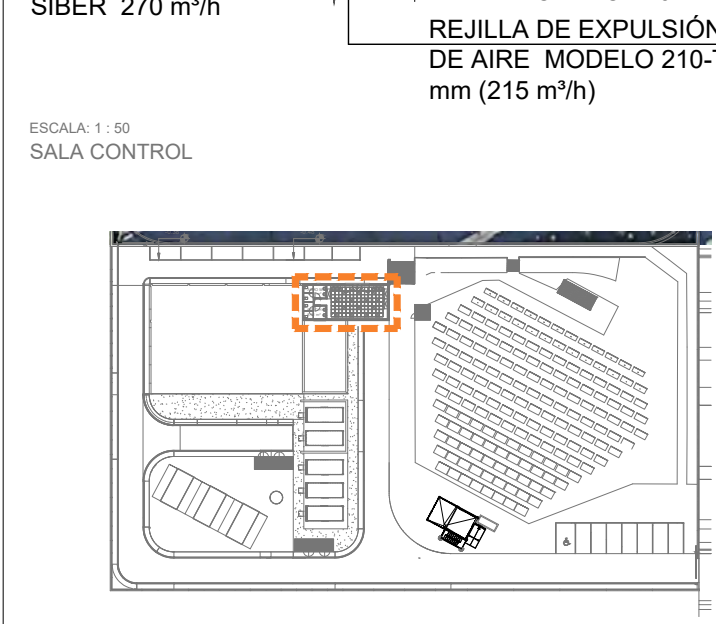 SIBER 270 m³/h
REJILLA DE EXPULSIÓN
DE AIRE MODELO 210-
mm (215 m³/h)
ESCALA: 1 : 50
SALA CONTROL